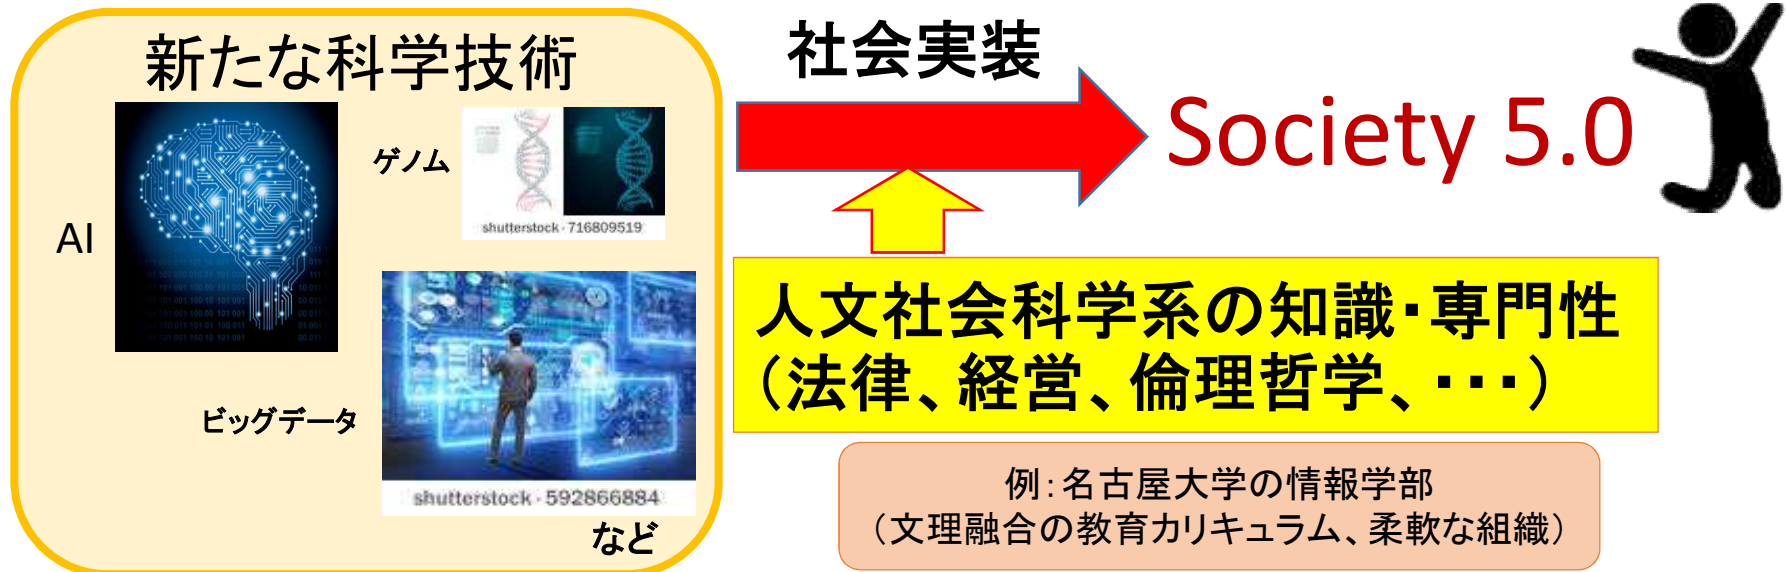 新たな科学技術
AI
ゲノム
shutterstock · 716809519
ビッグデータ
shutterstock · 592866884
など
社会実装
Society 5.0
人文社会科学系の知識・専門性
（法律、経営、倫理哲学、・・・）
例：名古屋大学の情報学部
（文理融合の教育カリキュラム、柔軟な組織）